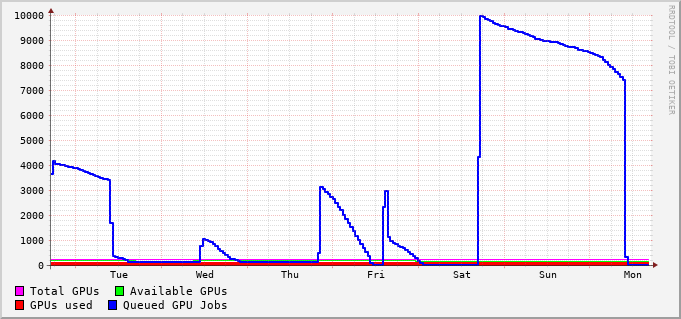 10000
9000
8000
7000
6000
5000
4000
3000
2000
1000
0
Tue Wed Thu Fri Sat Sun Mon
Total GPUs Available GPUs
GPUs used Queued GPU Jobs
RRDTOOL / TOBI OETIKER